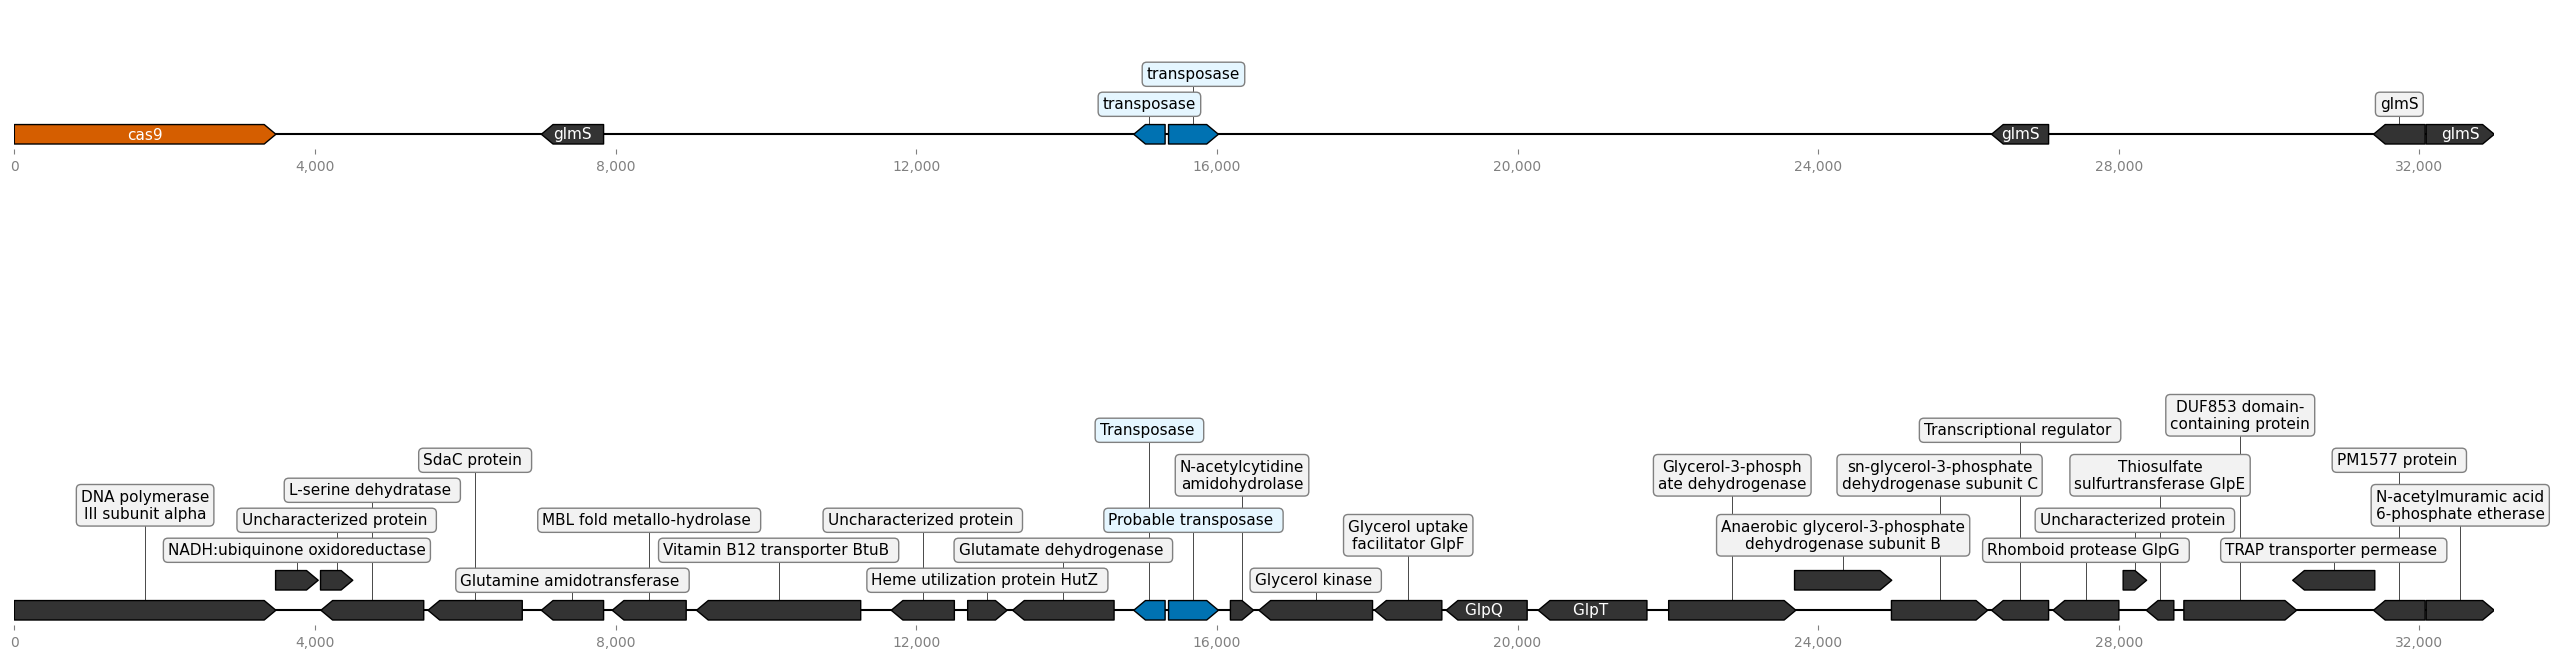 transposase
transposase
glmS
cas9
glmS
glmS
glmS
0
4,000
8,000
12,000
16,000
20,000
24,000
28,000
32,000
DUF853 domain-
containing protein
Transposase
Transcriptional regulator
SdaC protein
N-acetylcytidine
amidohydrolase
Glycerol-3-phosph
ate dehydrogenase
sn-glycerol-3-phosphate
dehydrogenase subunit C
Thiosulfate
sulfurtransferase GlpE
PM1577 protein
DNA polymerase
III subunit alpha
L-serine dehydratase
N-acetylmuramic acid
6-phosphate etherase
Uncharacterized protein
MBL fold metallo-hydrolase
Uncharacterized protein
Probable transposase
Glycerol uptake
facilitator GlpF
Anaerobic glycerol-3-phosphate
dehydrogenase subunit B
Uncharacterized protein
NADH:ubiquinone oxidoreductase
Vitamin B12 transporter BtuB
Glutamate dehydrogenase
Rhomboid protease GlpG
TRAP transporter permease
Glutamine amidotransferase
Heme utilization protein HutZ
Glycerol kinase
GlpQ
GlpT
0
4,000
8,000
12,000
16,000
20,000
24,000
28,000
32,000